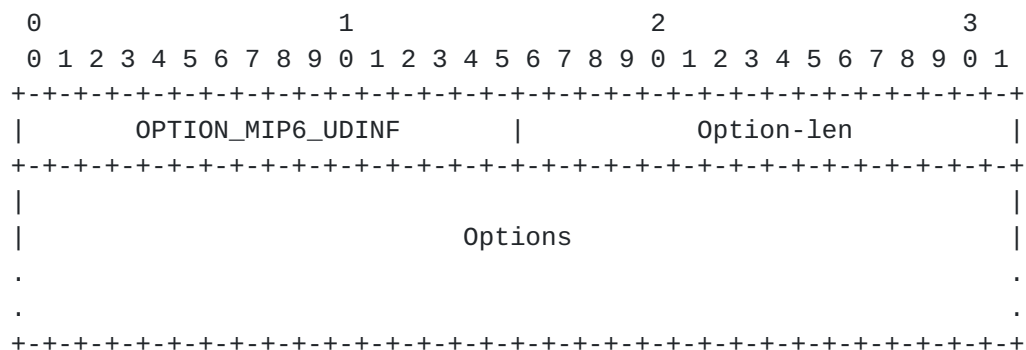 0                   1                   2                   3
 0 1 2 3 4 5 6 7 8 9 0 1 2 3 4 5 6 7 8 9 0 1 2 3 4 5 6 7 8 9 0 1
+-+-+-+-+-+-+-+-+-+-+-+-+-+-+-+-+-+-+-+-+-+-+-+-+-+-+-+-+-+-+-+-+
|       OPTION_MIP6_UDINF       |           Option-len          |
+-+-+-+-+-+-+-+-+-+-+-+-+-+-+-+-+-+-+-+-+-+-+-+-+-+-+-+-+-+-+-+-+
|                                                               |
|                            Options                            |
.                                                               .
.                                                               .
+-+-+-+-+-+-+-+-+-+-+-+-+-+-+-+-+-+-+-+-+-+-+-+-+-+-+-+-+-+-+-+-+